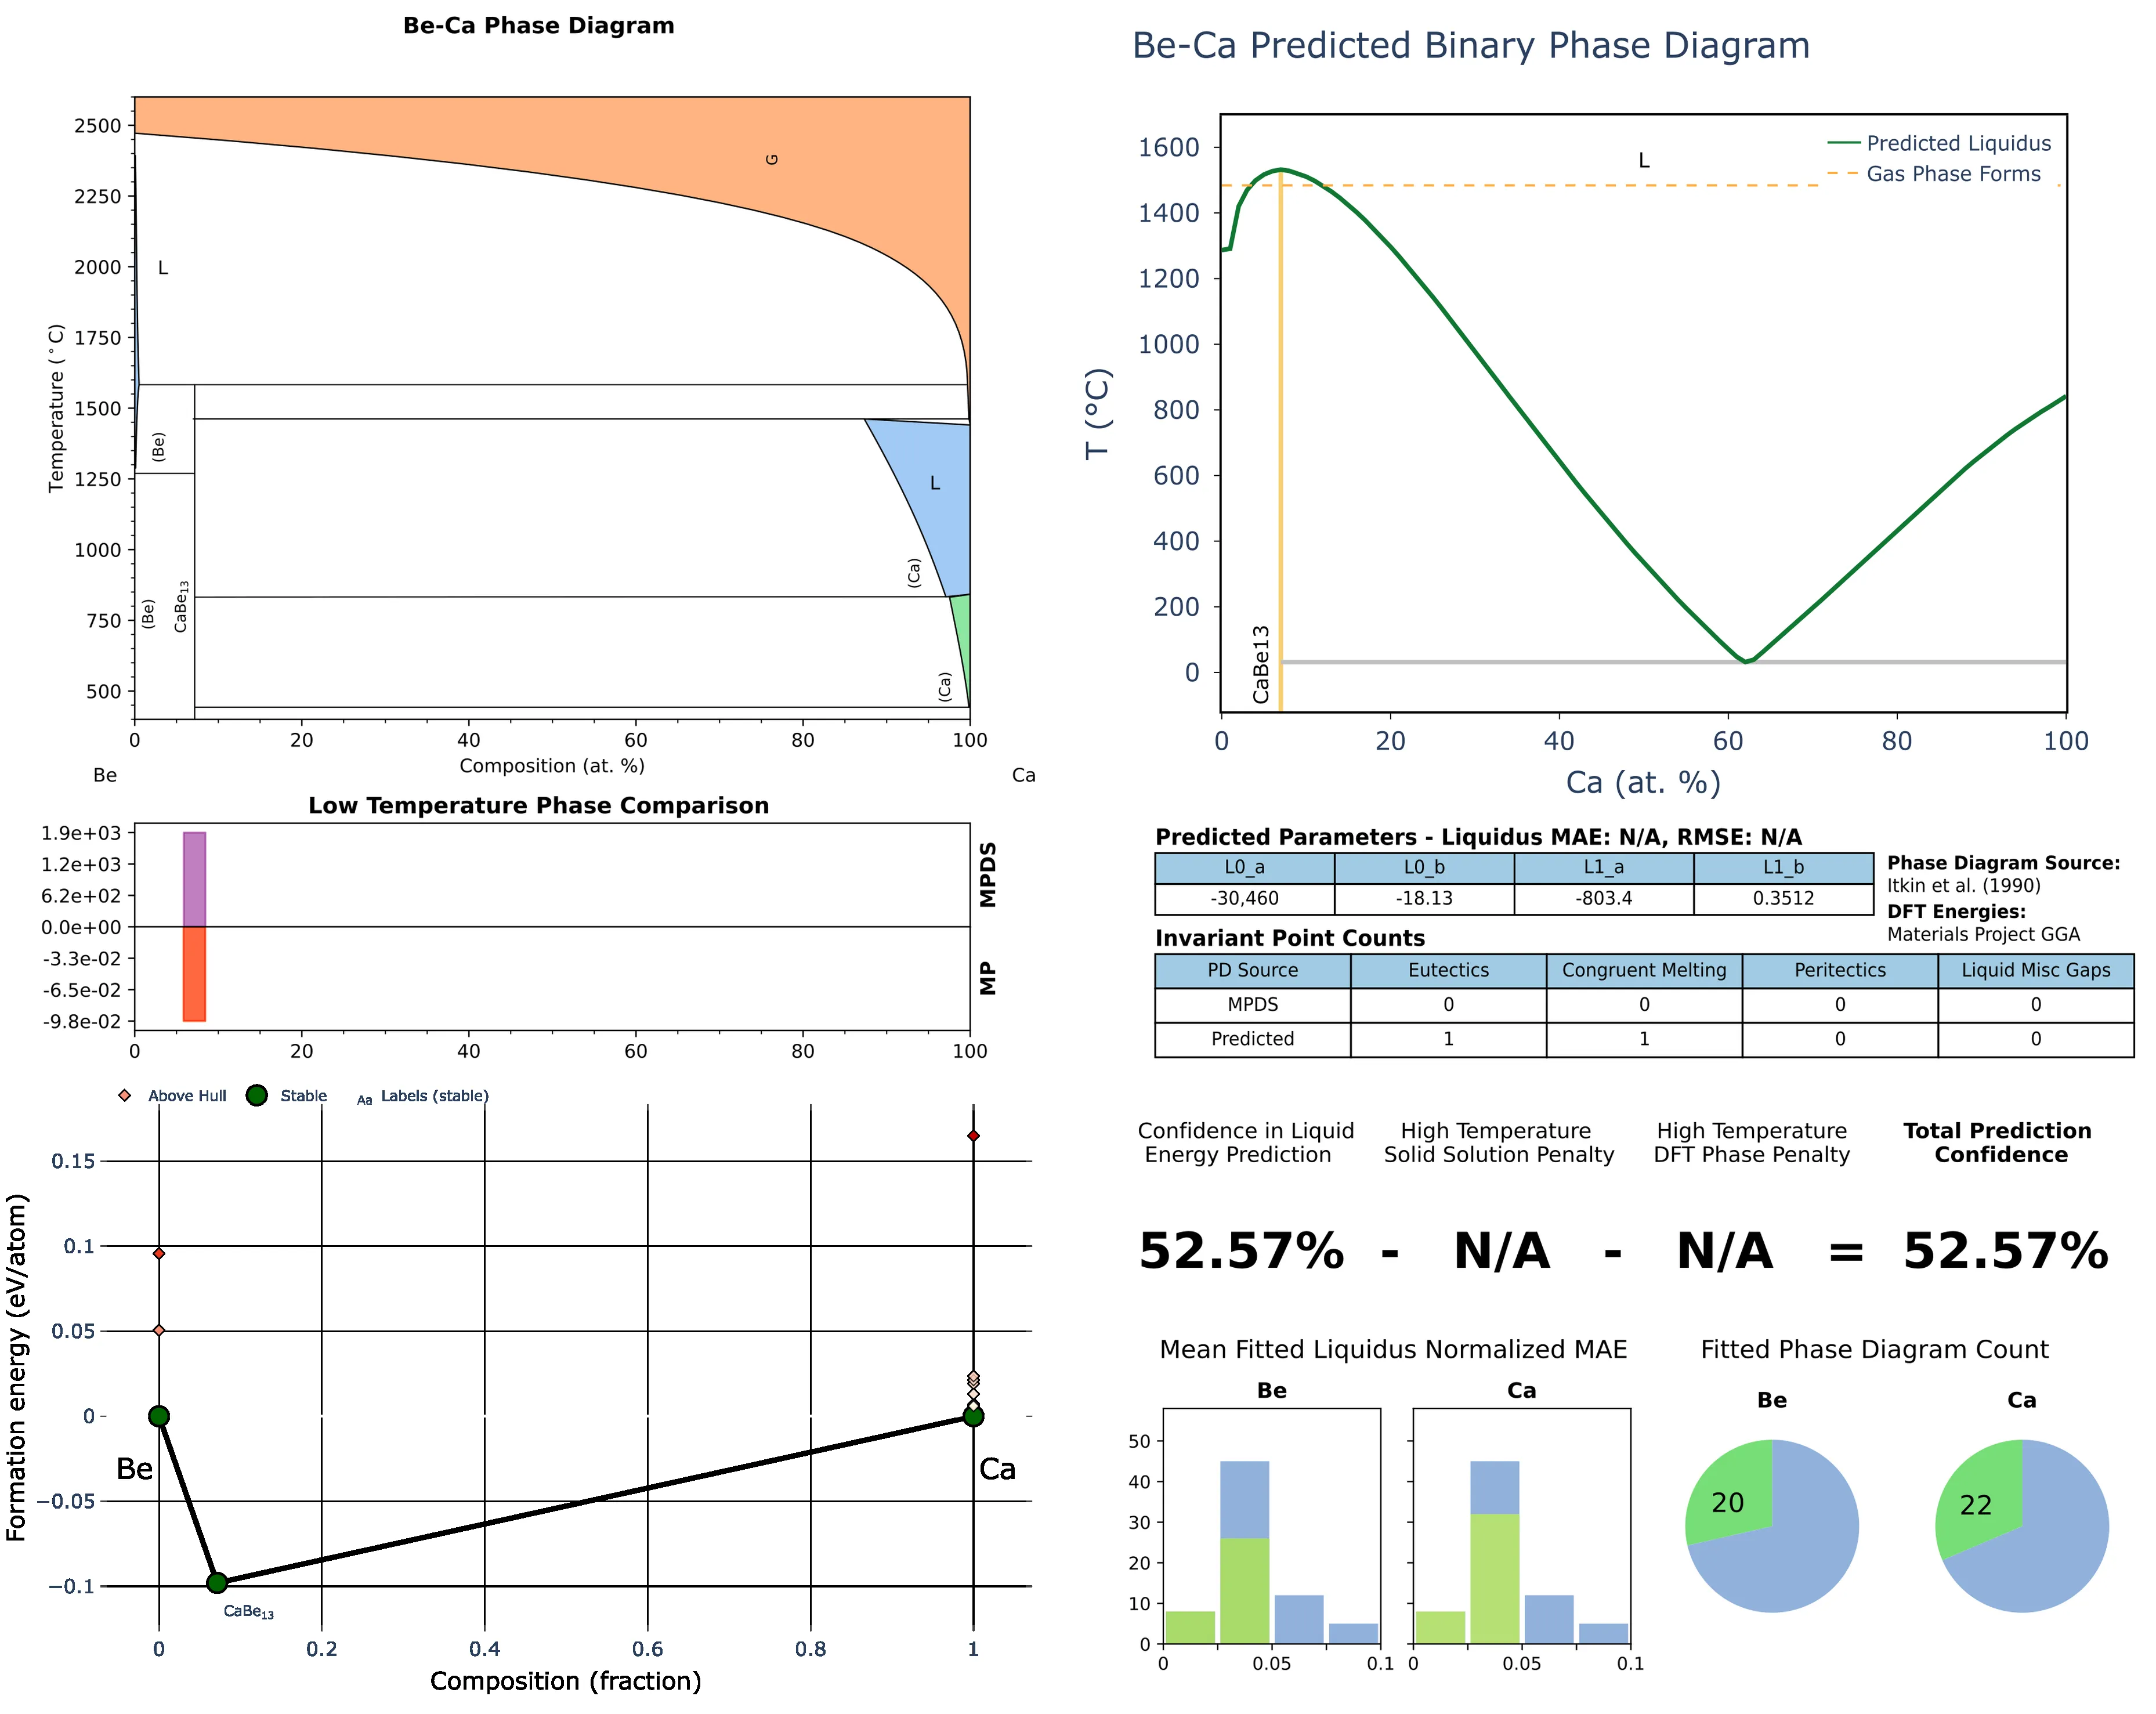 Be-Ca Phase Diagram
2500
2250
2000
1750
1500
1250
1000
750
500
Temperature (°C)
G
L
(Be)
(Be)
CaBe13
L
(Ca)
(Ca)
0 20 40 60 80 100
Composition (at. %)
Be Ca
Low Temperature Phase Comparison
1.9e+03
1.2e+03
6.2e+02
0.0e+00
-3.3e-02
-6.5e-02
-9.8e-02
MPDS
MP
0 20 40 60 80 100
Above Hull Stable Aa Labels (stable)
0.15
0.1
0.05
0
−0.05
−0.1
Formation energy (eV/atom)
Be
Ca
CaBe13
0 0.2 0.4 0.6 0.8 1
Composition (fraction)
Be-Ca Predicted Binary Phase Diagram
1600
1400
1200
1000
800
600
400
200
0
T (°C)
L
Predicted Liquidus
Gas Phase Forms
CaBe13
0 20 40 60 80 100
Ca (at. %)
Predicted Parameters - Liquidus MAE: N/A, RMSE: N/A
L0_a L0_b L1_a L1_b
-30,460 -18.13 -803.4 0.3512
Phase Diagram Source:
Itkin et al. (1990)
DFT Energies:
Materials Project GGA
Invariant Point Counts
PD Source Eutectics Congruent Melting Peritectics Liquid Misc Gaps
MPDS 0 0 0 0
Predicted 1 1 0 0
Confidence in Liquid
Energy Prediction
High Temperature
Solid Solution Penalty
High Temperature
DFT Phase Penalty
Total Prediction
Confidence
52.57% - N/A - N/A = 52.57%
Mean Fitted Liquidus Normalized MAE
Be
Ca
50
40
30
20
10
0
0 0.05 0.1
0 0.05 0.1
Fitted Phase Diagram Count
Be
20
Ca
22